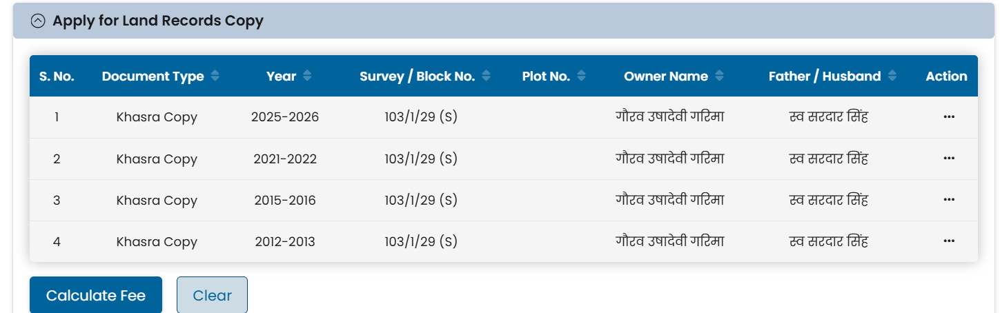 Apply for Land Records Copy
S. No. Document Type Year Survey / Block No. Plot No. Owner Name Father / Husband Action
1 Khasra Copy 2025-2026 103/1/29 (S) गौरव उषादेवी गरिमा स्व सरदार सिंह ...
2 Khasra Copy 2021-2022 103/1/29 (S) गौरव उषादेवी गरिमा स्व सरदार सिंह ...
3 Khasra Copy 2015-2016 103/1/29 (S) गौरव उषादेवी गरिमा स्व सरदार सिंह ...
4 Khasra Copy 2012-2013 103/1/29 (S) गौरव उषादेवी गरिमा स्व सरदार सिंह ...
Calculate Fee Clear